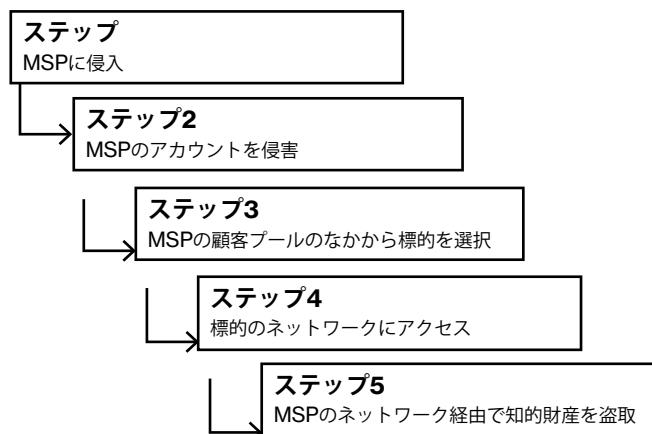 ステップ
MSPに侵入
ステップ2
MSPのアカウントを侵害
ステップ3
MSPの顧客プールのなかから標的を選択
ステップ4
標的のネットワークにアクセス
ステップ5
MSPのネットワーク経由で知的財産を盗取